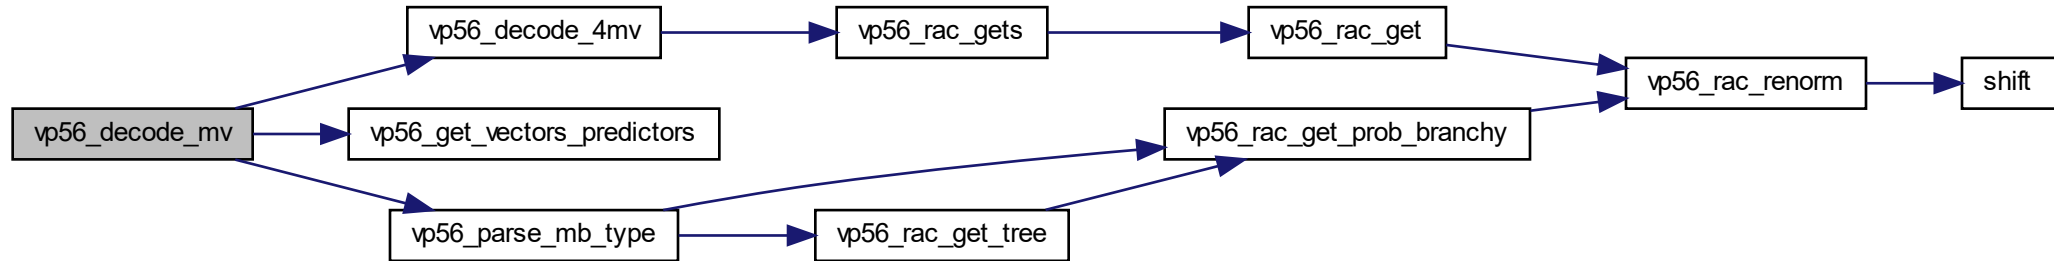 vp56_decode_4mv
vp56_rac_gets
vp56_rac_get
vp56_rac_renorm
shift
vp56_decode_mv
vp56_get_vectors_predictors
vp56_rac_get_prob_branchy
vp56_parse_mb_type
vp56_rac_get_tree